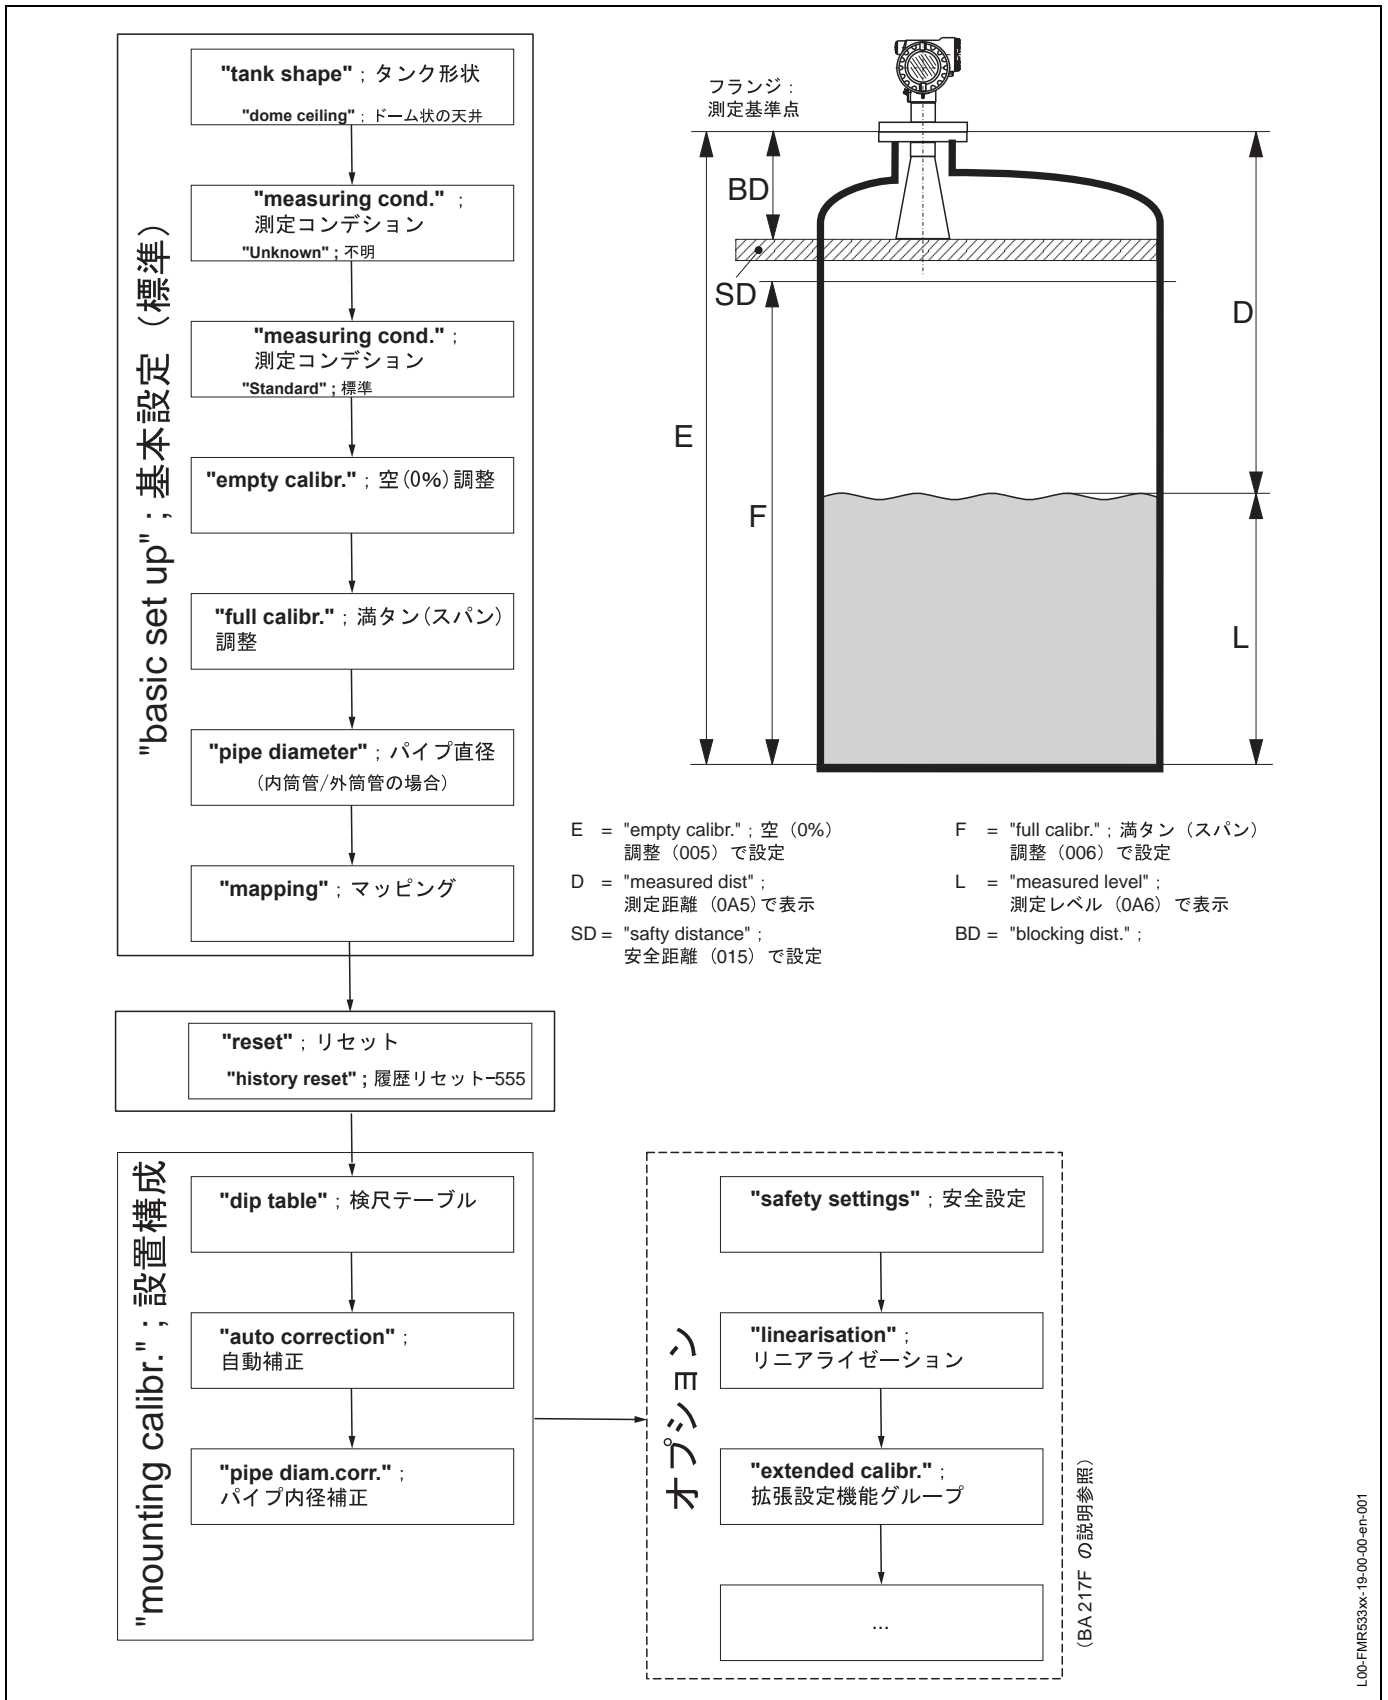 "basic set up" ; 基本設定（標準）
"tank shape" ; タンク形状
"dome ceiling" ; ドーム状の天井
"measuring cond." ;
測定コンデション
"Unknown" ; 不明
"measuring cond." ;
測定コンデション
"Standard" ; 標準
"empty calibr." ; 空(0%)調整
"full calibr." ; 満タン(スパン)
調整
"pipe diameter" ; パイプ直径
（内筒管/外筒管の場合）
"mapping" ; マッピング
フランジ :
測定基準点
BD
SD
E
F
D
L
E = "empty calibr." ; 空（0%）
調整（005）で設定
F = "full calibr." ; 満タン（スパン）
調整（006）で設定
D = "measured dist" ;
測定距離（0A5）で表示
L = "measured level" ;
測定レベル（0A6）で表示
SD = "safty distance" ;
安全距離（015）で設定
BD = "blocking dist." ;
"reset" ; リセット
"history reset" ; 履歴リセット-555
"mounting calibr." ; 設置構成
"dip table" ; 検尺テーブル
"auto correction" ;
自動補正
"pipe diam.corr." ;
パイプ内径補正
オプション
"safety settings" ; 安全設定
"linearisation" ;
リニアライゼーション
"extended calibr." ;
拡張設定機能グループ
...
（BA 217F の説明参照）
L00-FMR533xx-19-00-00-en-001